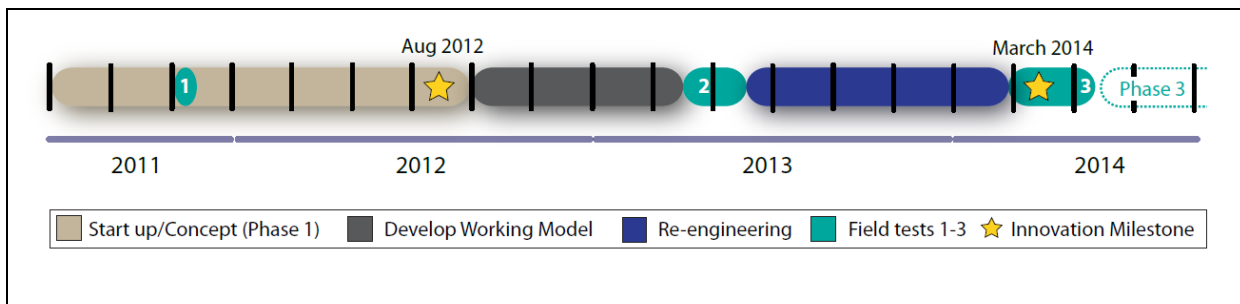 Aug 2012
March 2014
1
2
3
Phase 3
2011
2012
2013
2014
Start up/Concept (Phase 1)
Develop Working Model
Re-engineering
Field tests 1-3
Innovation Milestone